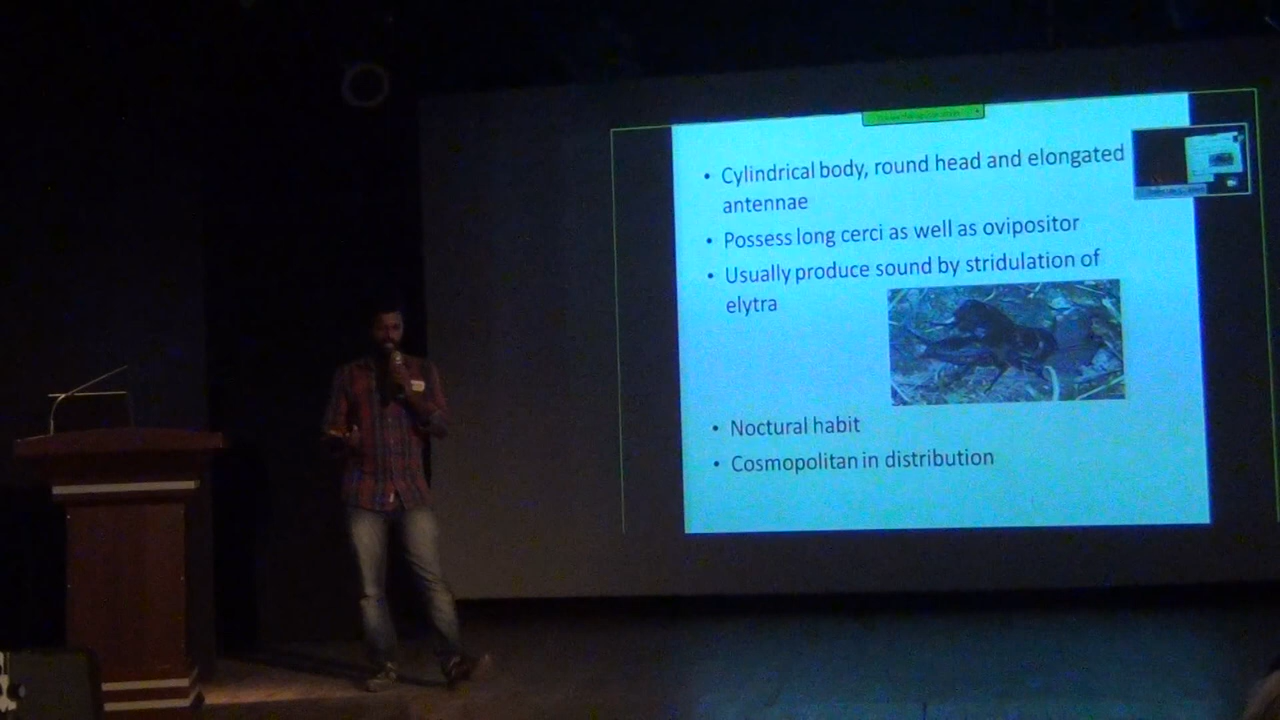 • Cylindrical body, round head and elongated
antennae
• Possess long cerci as well as ovipositor
• Usually produce sound by stridulation of
elytra
• Noctural habit
• Cosmopolitan in distribution